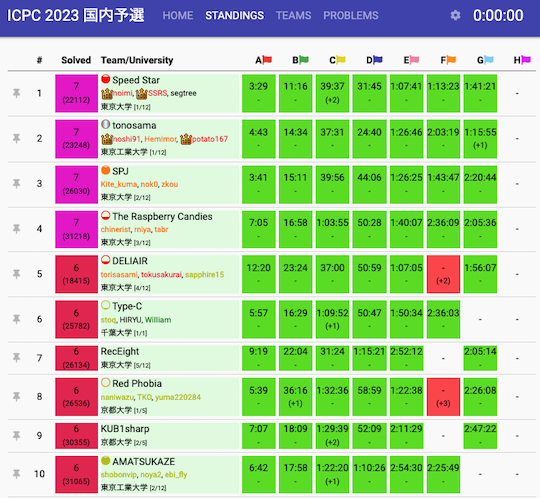 ICPC 2023 国内予選 HOME STANDINGS TEAMS PROBLEMS 0:00:00
# Solved Team/University A B C D E F G H
1 7 (22112) Speed Star 3:29 11:16 39:37 31:45 1:07:41 1:13:23 1:41:21 -
hoimi, SSRS, segtree - - (+2) - - - -
東京大学 [1/12]
2 7 (23248) tonosama 4:43 14:34 37:31 24:40 1:26:46 2:03:19 1:15:55 -
noshi91, Hemimor, potato167 - - - - - - (+1)
東京工業大学 [1/12]
3 7 (26030) SPJ 3:41 15:11 39:56 44:06 1:26:25 1:43:47 2:20:44 -
Kite_kuma, nok0, zkou - - - - - - -
東京大学 [2/12]
4 7 (31218) The Raspberry Candies 7:05 16:58 1:03:55 50:28 1:40:07 2:36:09 2:05:36 -
chinerist, miya, tabr - - - - - - -
東京大学 [3/12]
5 6 (18415) DELIAIR 12:20 23:24 37:00 50:59 1:07:05 - 1:56:07 -
torisasami, tokusakurai, sapphire15 - - - - - (+2) -
東京大学 [4/12]
6 6 (25782) Type-C 5:57 16:29 1:09:52 50:47 1:50:34 2:36:03 - -
stoq, HIRYU, William - - (+1) - - -
千葉大学 [1/1]
7 6 (26134) RecEight 9:19 22:04 31:24 1:15:21 2:52:12 - 2:05:14 -
東京大学 [5/12] - - - - - -
8 6 (26536) Red Phobia 5:39 36:16 1:32:36 58:59 1:22:38 - 2:26:08 -
naniwazu, TKO, yuma220284 - (+1) - - - (+3) -
京都大学 [1/5]
9 6 (30355) KUB1sharp 7:07 18:09 1:29:39 52:09 2:11:29 - 2:47:22 -
京都大学 [2/5] - - (+2) - - -
10 6 (31065) AMATSUKAZE 6:42 17:58 1:22:20 1:10:26 2:54:30 2:25:49 - -
shobonvip, noya2, ebi_fly - - (+1) - - -
東京工業大学 [2/12]